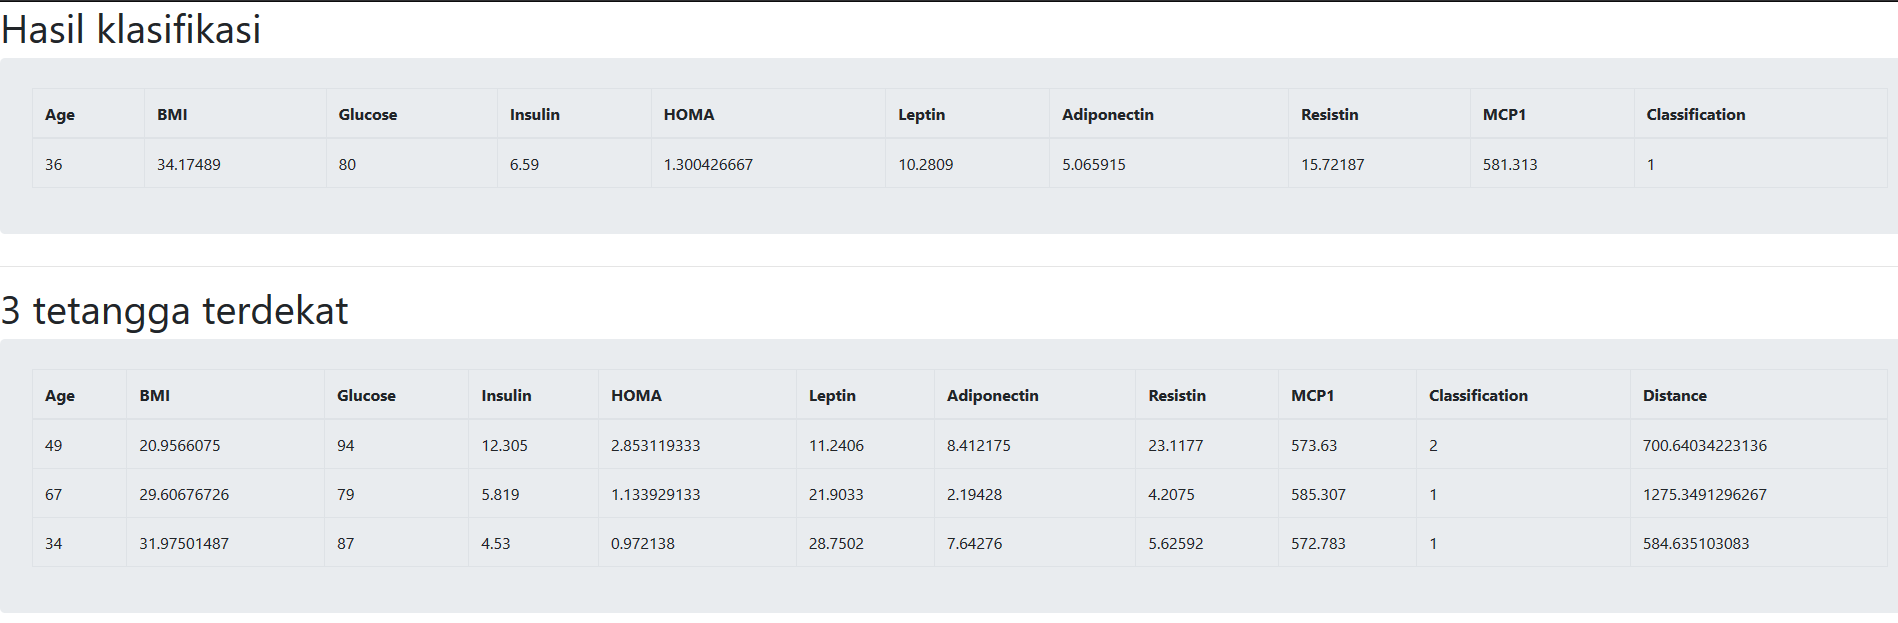 Hasil klasifikasi
Age BMI Glucose Insulin HOMA Leptin Adiponectin Resistin MCP1 Classification
36 34.17489 80 6.59 1.300426667 10.2809 5.065915 15.72187 581.313 1
3 tetangga terdekat
Age BMI Glucose Insulin HOMA Leptin Adiponectin Resistin MCP1 Classification Distance
49 20.9566075 94 12.305 2.853119333 11.2406 8.412175 23.1177 573.63 2 700.64034223136
67 29.60676726 79 5.819 1.133929133 21.9033 2.19428 4.2075 585.307 1 1275.3491296267
34 31.97501487 87 4.53 0.972138 28.7502 7.64276 5.62592 572.783 1 584.635103083